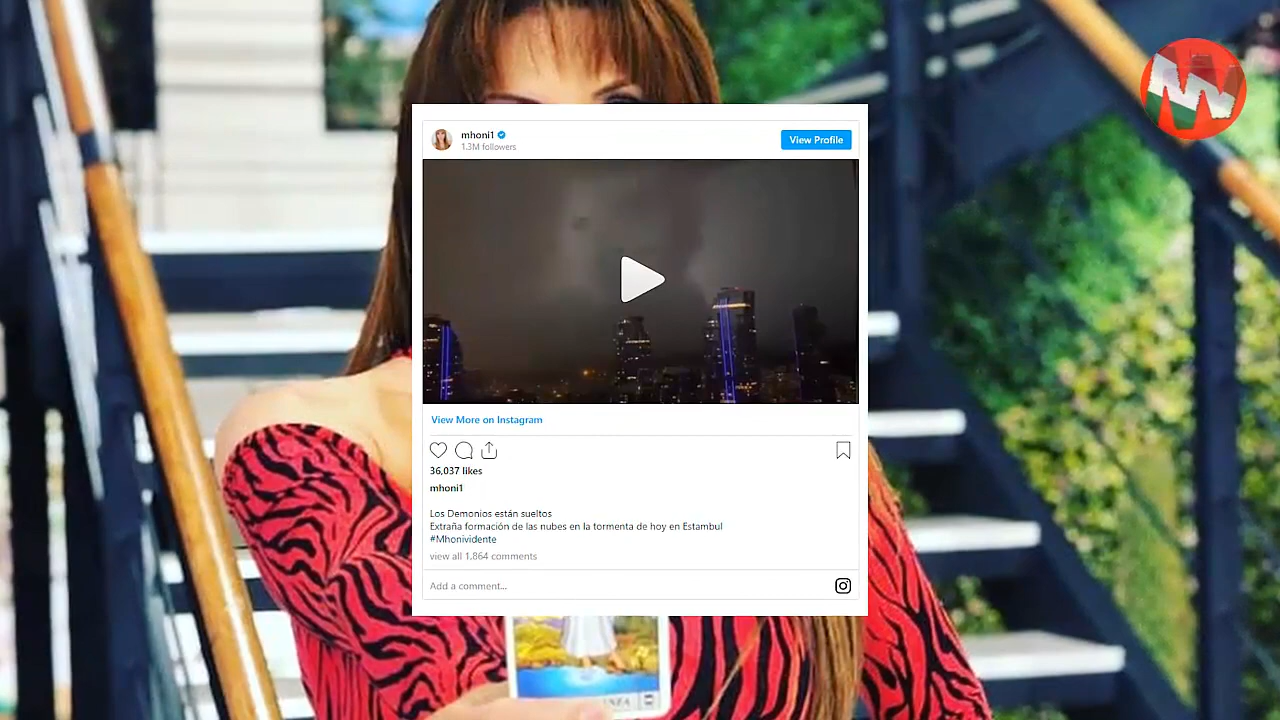 mhoni1
1.3M followers
View Profile
View More on Instagram
36,037 likes
mhoni1
Los Demonios están sueltos
Extraña formación de las nubes en la tormenta de hoy en Estambul
#Mhonividente
view all 1,864 comments
Add a comment...